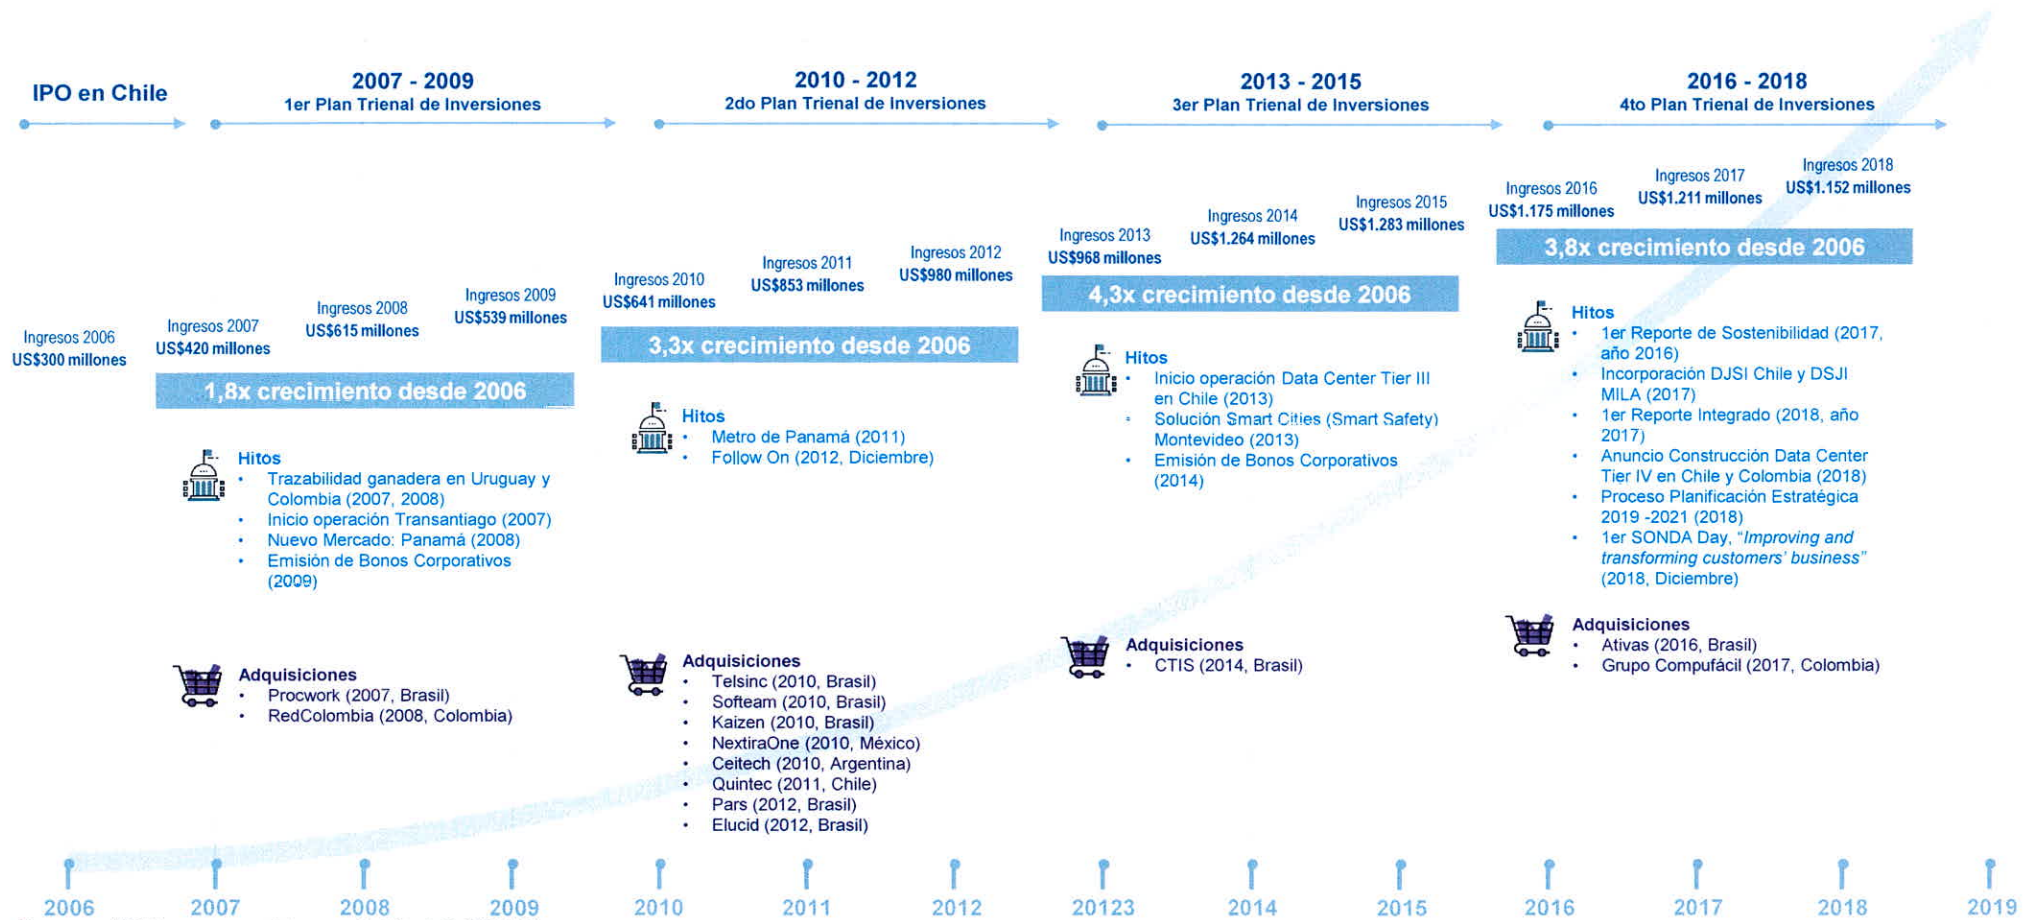 IPO en Chile
2007 - 2009
1er Plan Trienal de Inversiones
2010 - 2012
2do Plan Trienal de Inversiones
2013 - 2015
3er Plan Trienal de Inversiones
2016 - 2018
4to Plan Trienal de Inversiones
Ingresos 2006
US$300 millones
Ingresos 2007
US$420 millones
Ingresos 2008
US$615 millones
Ingresos 2009
US$539 millones
1,8x crecimiento desde 2006
Hitos
• Trazabilidad ganadera en Uruguay y
Colombia (2007, 2008)
• Inicio operación Transantiago (2007)
• Nuevo Mercado: Panamá (2008)
• Emisión de Bonos Corporativos
(2009)
Adquisiciones
• Procwork (2007, Brasil)
• RedColombia (2008, Colombia)
Ingresos 2010
US$641 millones
Ingresos 2011
US$853 millones
Ingresos 2012
US$980 millones
3,3x crecimiento desde 2006
Hitos
• Metro de Panamá (2011)
• Follow On (2012, Diciembre)
Adquisiciones
• Telsinc (2010, Brasil)
• Softeam (2010, Brasil)
• Kaizen (2010, Brasil)
• NextiraOne (2010, México)
• Ceitech (2010, Argentina)
• Quintec (2011, Chile)
• Pars (2012, Brasil)
• Elucid (2012, Brasil)
Ingresos 2013
US$968 millones
Ingresos 2014
US$1.264 millones
Ingresos 2015
US$1.283 millones
4,3x crecimiento desde 2006
Hitos
• Inicio operación Data Center Tier III
en Chile (2013)
• Solución Smart Cities (Smart Safety)
Montevideo (2013)
• Emisión de Bonos Corporativos
(2014)
Adquisiciones
• CTIS (2014, Brasil)
Ingresos 2016
US$1.175 millones
Ingresos 2017
US$1.211 millones
Ingresos 2018
US$1.152 millones
3,8x crecimiento desde 2006
Hitos
• 1er Reporte de Sostenibilidad (2017,
año 2016)
• Incorporación DJSI Chile y DSJI
MILA (2017)
• 1er Reporte Integrado (2018, año
2017)
• Anuncio Construcción Data Center
Tier IV en Chile y Colombia (2018)
• Proceso Planificación Estratégica
2019 -2021 (2018)
• 1er SONDA Day, “Improving and
transforming customers’ business”
(2018, Diciembre)
Adquisiciones
• Ativas (2016, Brasil)
• Grupo Compufácil (2017, Colombia)
2006 2007 2008 2009 2010 2011 2012 20123 2014 2015 2016 2017 2018 2019